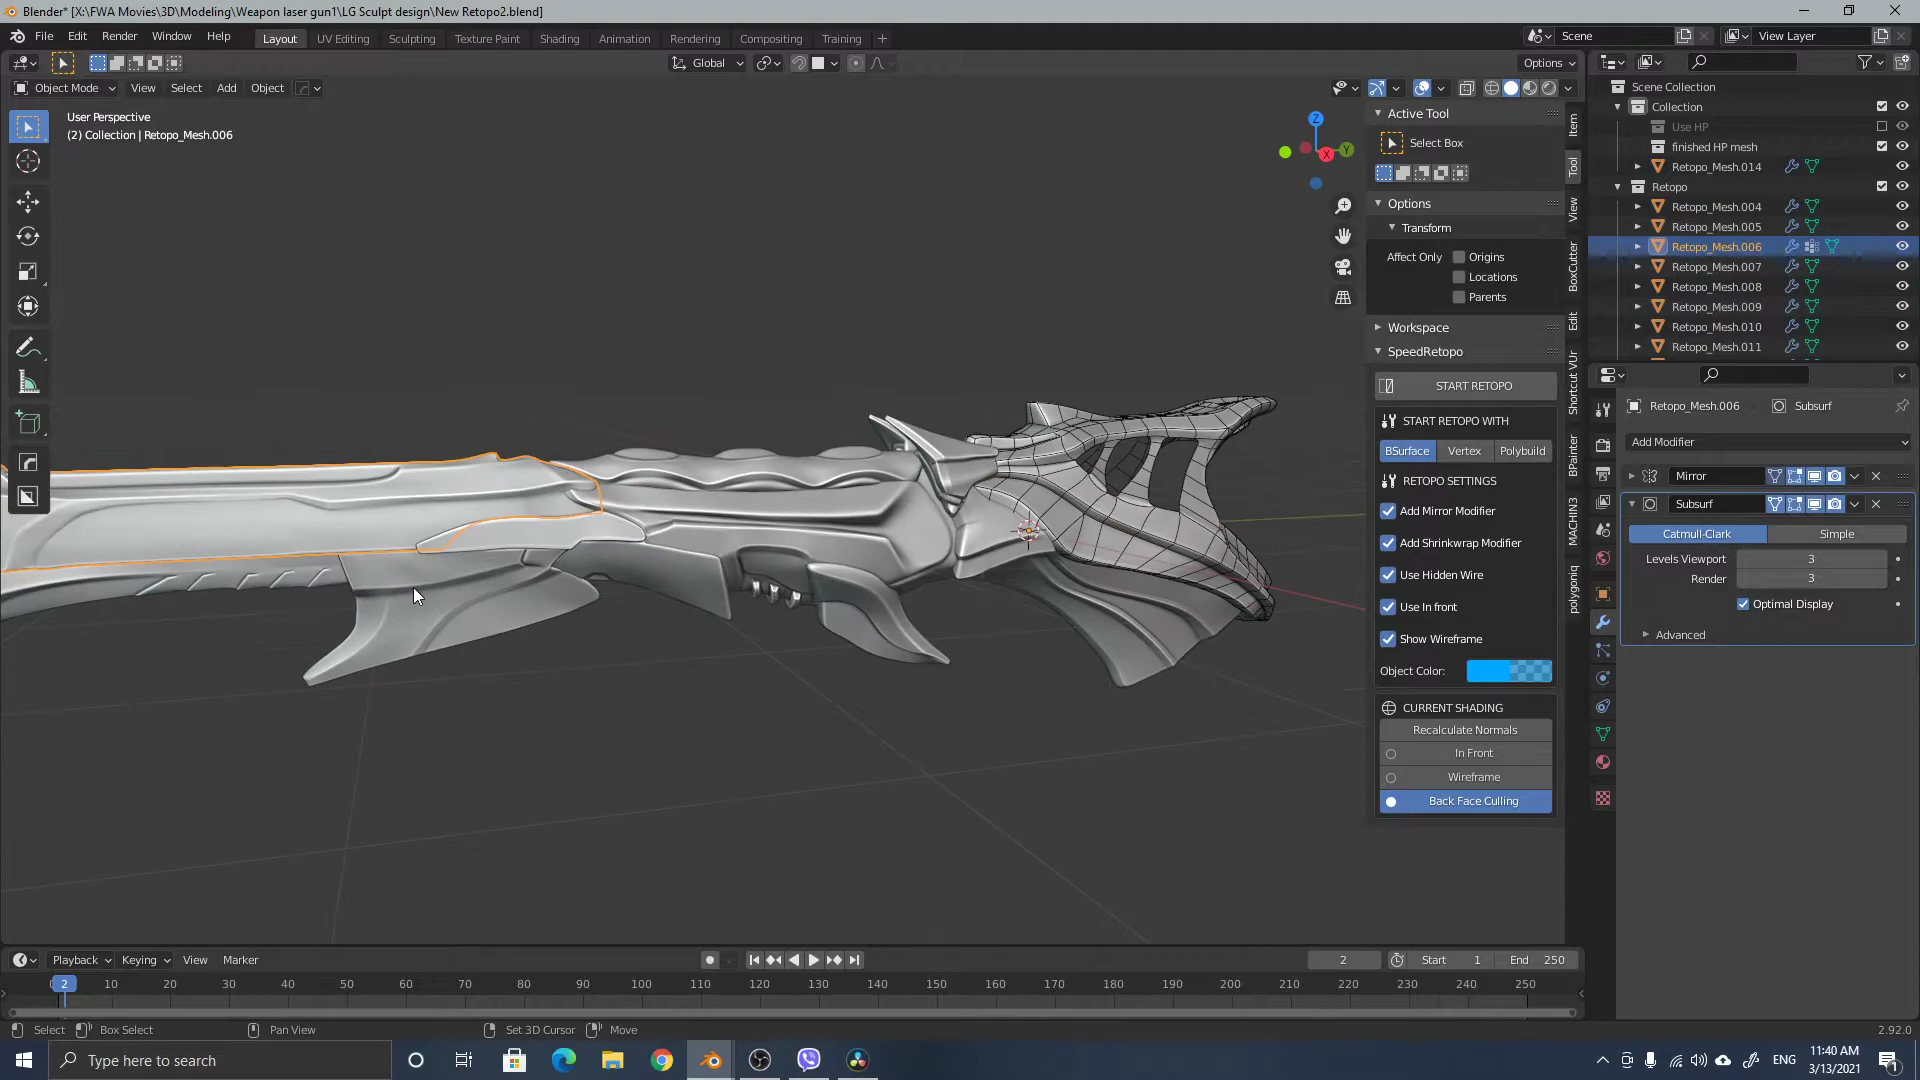 Blender* [X:\FWA Movies\3D\Modeling\Weapon laser gun1\LG Sculpt design\New Retopo2.blend]
File Edit Render Window Help Layout UV Editing Sculpting Texture Paint Shading Animation Rendering Compositing Training + Scene View Layer
Global Options
Object Mode View Select Add Object
User Perspective
(2) Collection | Retopo_Mesh.006
Z
X
Y
Active Tool
Select Box
Options
Transform
Affect Only Origins
Locations
Parents
Workspace
SpeedRetopo
START RETOPO
START RETOPO WITH
BSurface Vertex Polybuild
RETOPO SETTINGS
Add Mirror Modifier
Add Shrinkwrap Modifier
Use Hidden Wire
Use In front
Show Wireframe
Object Color:
CURRENT SHADING
Recalculate Normals
In Front
Wireframe
Back Face Culling
Item
Tool
View
BoxCutter
Edit
Shortcut VUr
BPainter
MACHIN3
polygoniq
Scene Collection
Collection
Use HP
finished HP mesh
Retopo_Mesh.014
Retopo
Retopo_Mesh.004
Retopo_Mesh.005
Retopo_Mesh.006
Retopo_Mesh.007
Retopo_Mesh.008
Retopo_Mesh.009
Retopo_Mesh.010
Retopo_Mesh.011
Retopo_Mesh.006 Subsurf
Add Modifier
Mirror
Subsurf
Catmull-Clark Simple
Levels Viewport 3
Render 3
Optimal Display
Advanced
Playback Keying View Marker 2 Start 1 End 250
0 2 10 20 30 40 50 60 70 80 90 100 110 120 130 140 150 160 170 180 190 200 210 220 230 240 250
Select Box Select Pan View Set 3D Cursor Move 2.92.0
Type here to search ENG 11:40 AM
3/13/2021
1